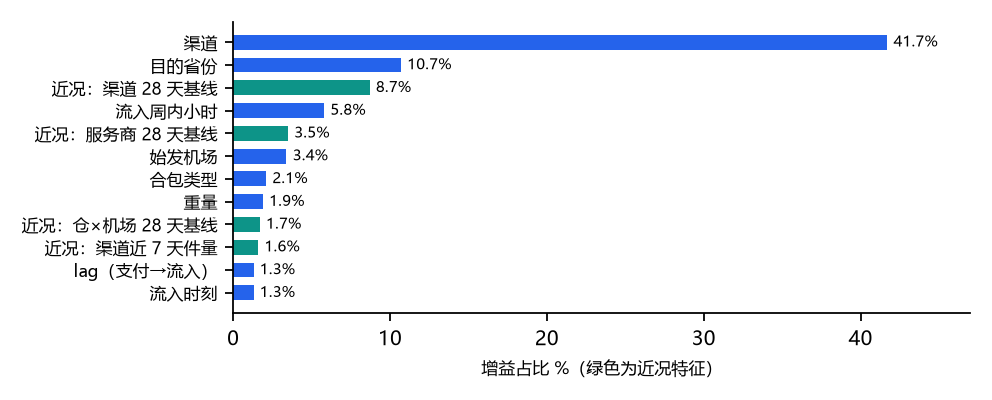 渠道 41.7%
目的省份 10.7%
近况：渠道 28 天基线 8.7%
流入周内小时 5.8%
近况：服务商 28 天基线 3.5%
始发机场 3.4%
合包类型 2.1%
重量 1.9%
近况：仓×机场 28 天基线 1.7%
近况：渠道近 7 天件量 1.6%
lag（支付→流入） 1.3%
流入时刻 1.3%
0 10 20 30 40
增益占比 %（绿色为近况特征）